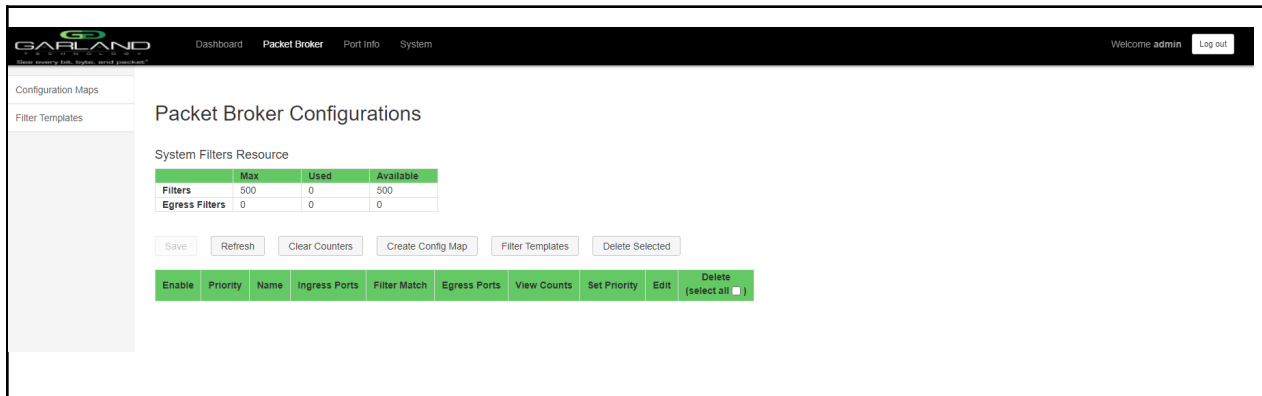 GARLAND
TECHNOLOGY
See every bit, byte, and packet®
Dashboard Packet Broker Port Info System
Welcome admin Log out
Configuration Maps
Filter Templates
Packet Broker Configurations
System Filters Resource
Max Used Available
Filters 500 0 500
Egress Filters 0 0 0
Save Refresh Clear Counters Create Config Map Filter Templates Delete Selected
Enable Priority Name Ingress Ports Filter Match Egress Ports View Counts Set Priority Edit Delete
(select all )